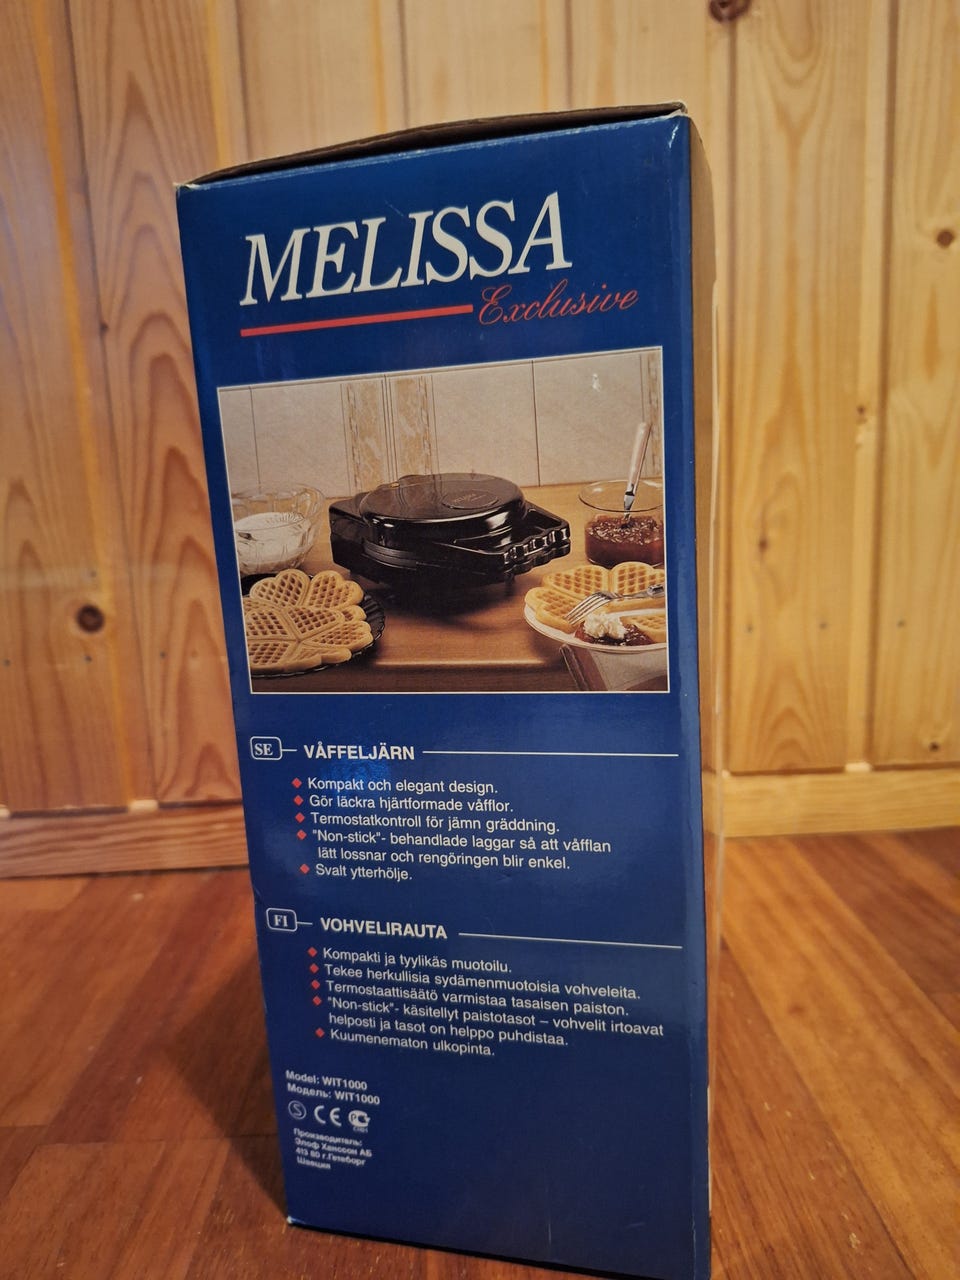 MELISSA
Exclusive
SE
VÅFFELJÄRN
Kompakt och elegant design.
Gör läckra hjärtformade våfflor.
Termostatkontroll för jämn gräddning.
"Non-stick"- behandlade laggar så att våfflan
lätt lossnar och rengöringen blir enkel.
Svalt ytterhölje.
FI
VOHVELIRAUTA
Kompakti ja tyylikäs muotoilu.
Tekee herkullisia sydämenmuotoisia vohveleita.
Termostaattisäätö varmistaa tasaisen paiston.
"Non-stick"- käsitellyt paistotasot – vohvelit irtoavat
helposti ja tasot on helppo puhdistaa.
Kuumenematon ulkopinta.
Model: WIT1000
Модель: WIT1000
S CE
Производитель:
Элоф Ханссон АБ
413 80 г.Гетеборг
Швеция